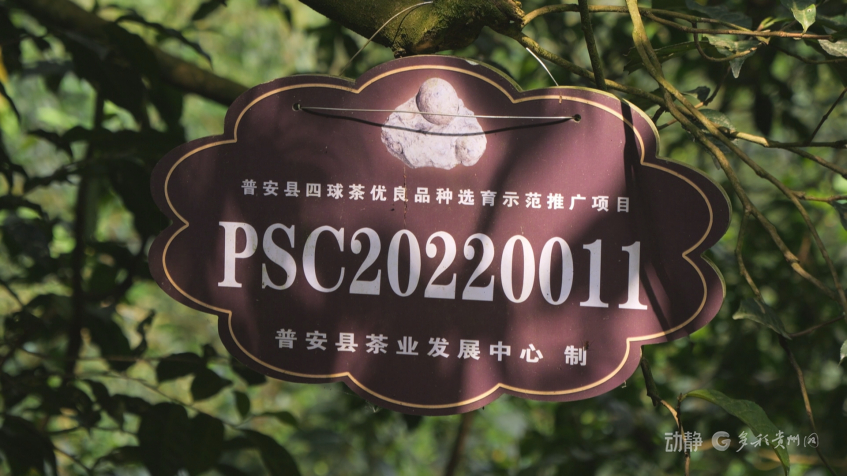 普安县四球茶优良品种选育示范推广项目
PSC20220011
普安县茶业发展中心 制
动静 G 多彩贵州网